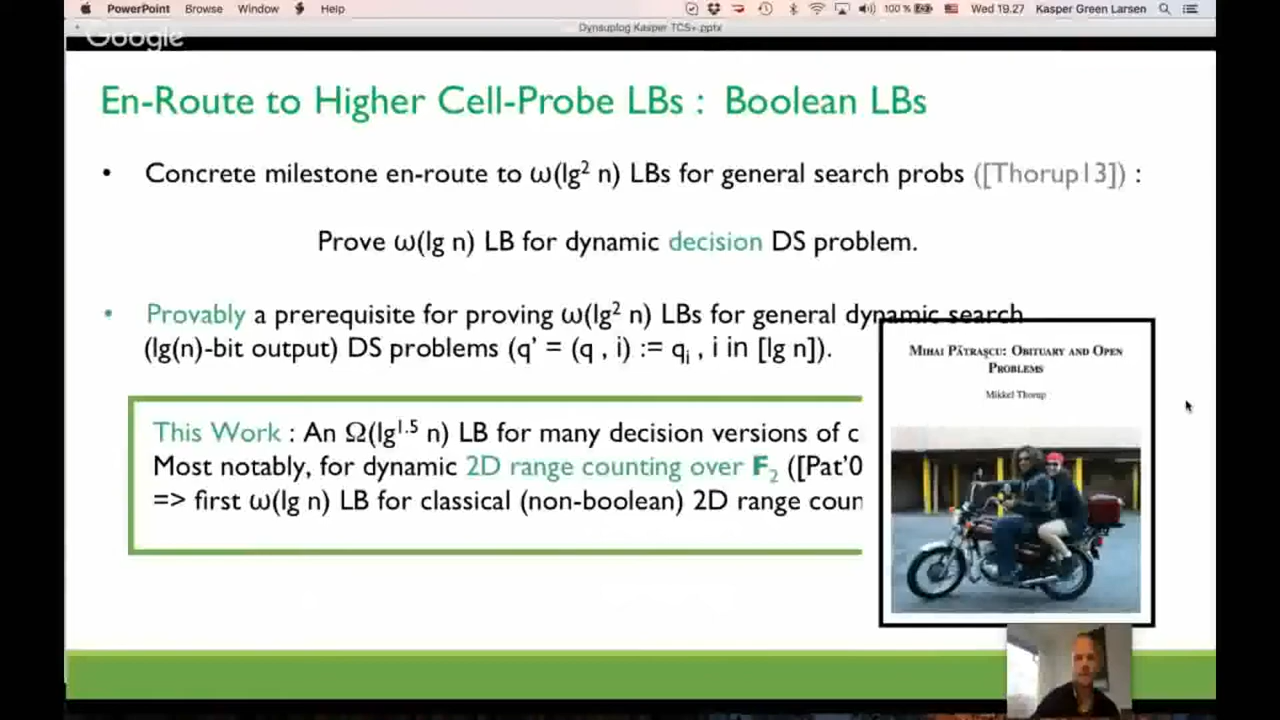 PowerPoint Browse Window Help 100 % Wed 19.27 Kasper Green Larsen
Dynsuplog Kasper TCS+.pptx
Google
En-Route to Higher Cell-Probe LBs : Boolean LBs
• Concrete milestone en-route to ω(lg² n) LBs for general search probs ([Thorup13]) :
Prove ω(lg n) LB for dynamic decision DS problem.
• Provably a prerequisite for proving ω(lg² n) LBs for general dynamic search
(lg(n)-bit output) DS problems (q' = (q , i) := qᵢ , i in [lg n]).
This Work : An Ω(lg¹·⁵ n) LB for many decision versions of c
Most notably, for dynamic 2D range counting over F₂ ([Pat'0
=> first ω(lg n) LB for classical (non-boolean) 2D range coun
MIHAI PǍTRAŞCU: OBITUARY AND OPEN
PROBLEMS
Mikkel Thorup